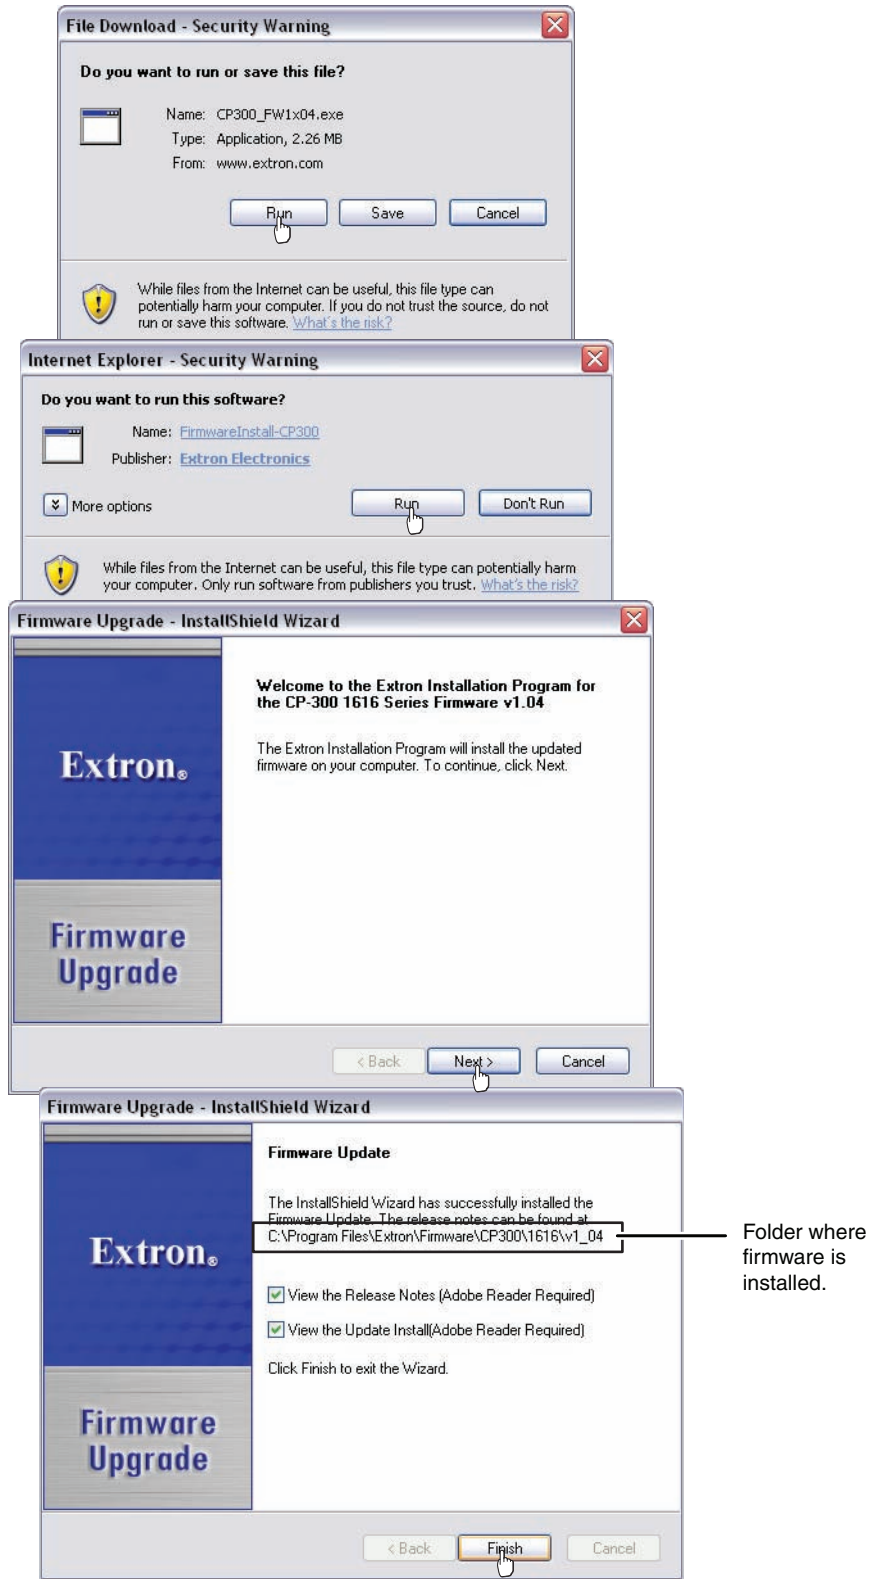 File Download - Security Warning
Do you want to run or save this file?
Name: CP300_FW1x04.exe
Type: Application, 2.26 MB
From: www.extron.com
Run
Save
Cancel
While files from the Internet can be useful, this file type can
potentially harm your computer. If you do not trust the source, do not
run or save this software. What's the risk?
Internet Explorer - Security Warning
Do you want to run this software?
Name: FirmwareInstall-CP300
Publisher: Extron Electronics
More options
Run
Don't Run
While files from the Internet can be useful, this file type can potentially harm
your computer. Only run software from publishers you trust. What's the risk?
Firmware Upgrade - InstallShield Wizard
Extron®
Firmware
Upgrade
Welcome to the Extron Installation Program for
the CP-300 1616 Series Firmware v1.04
The Extron Installation Program will install the updated
firmware on your computer. To continue, click Next.
< Back
Next >
Cancel
Firmware Upgrade - InstallShield Wizard
Extron®
Firmware
Upgrade
Firmware Update
The InstallShield Wizard has successfully installed the
Firmware Update. The release notes can be found at
C:\Program Files\Extron\Firmware\CP300\1616\v1_04
View the Release Notes (Adobe Reader Required)
View the Update Install(Adobe Reader Required)
Click Finish to exit the Wizard.
< Back
Finish
Cancel
Folder where
firmware is
installed.